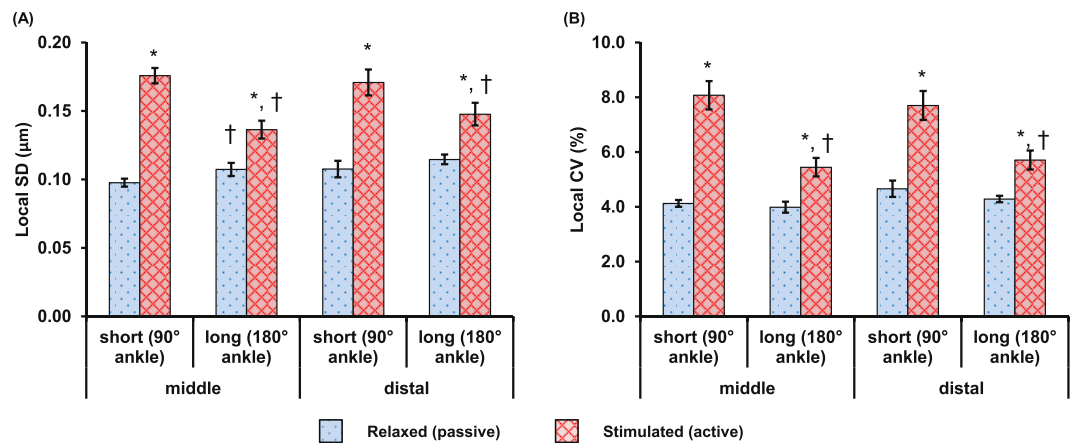 (A)
Local SD (µm)
0.20
0.15
0.10
0.05
0.00
*
† *, †
*
*, †
short (90° ankle)
long (180° ankle)
short (90° ankle)
long (180° ankle)
middle
distal
(B)
Local CV (%)
10.0
8.0
6.0
4.0
2.0
0.0
*
*, †
*
*, †
short (90° ankle)
long (180° ankle)
short (90° ankle)
long (180° ankle)
middle
distal
Relaxed (passive)
Stimulated (active)